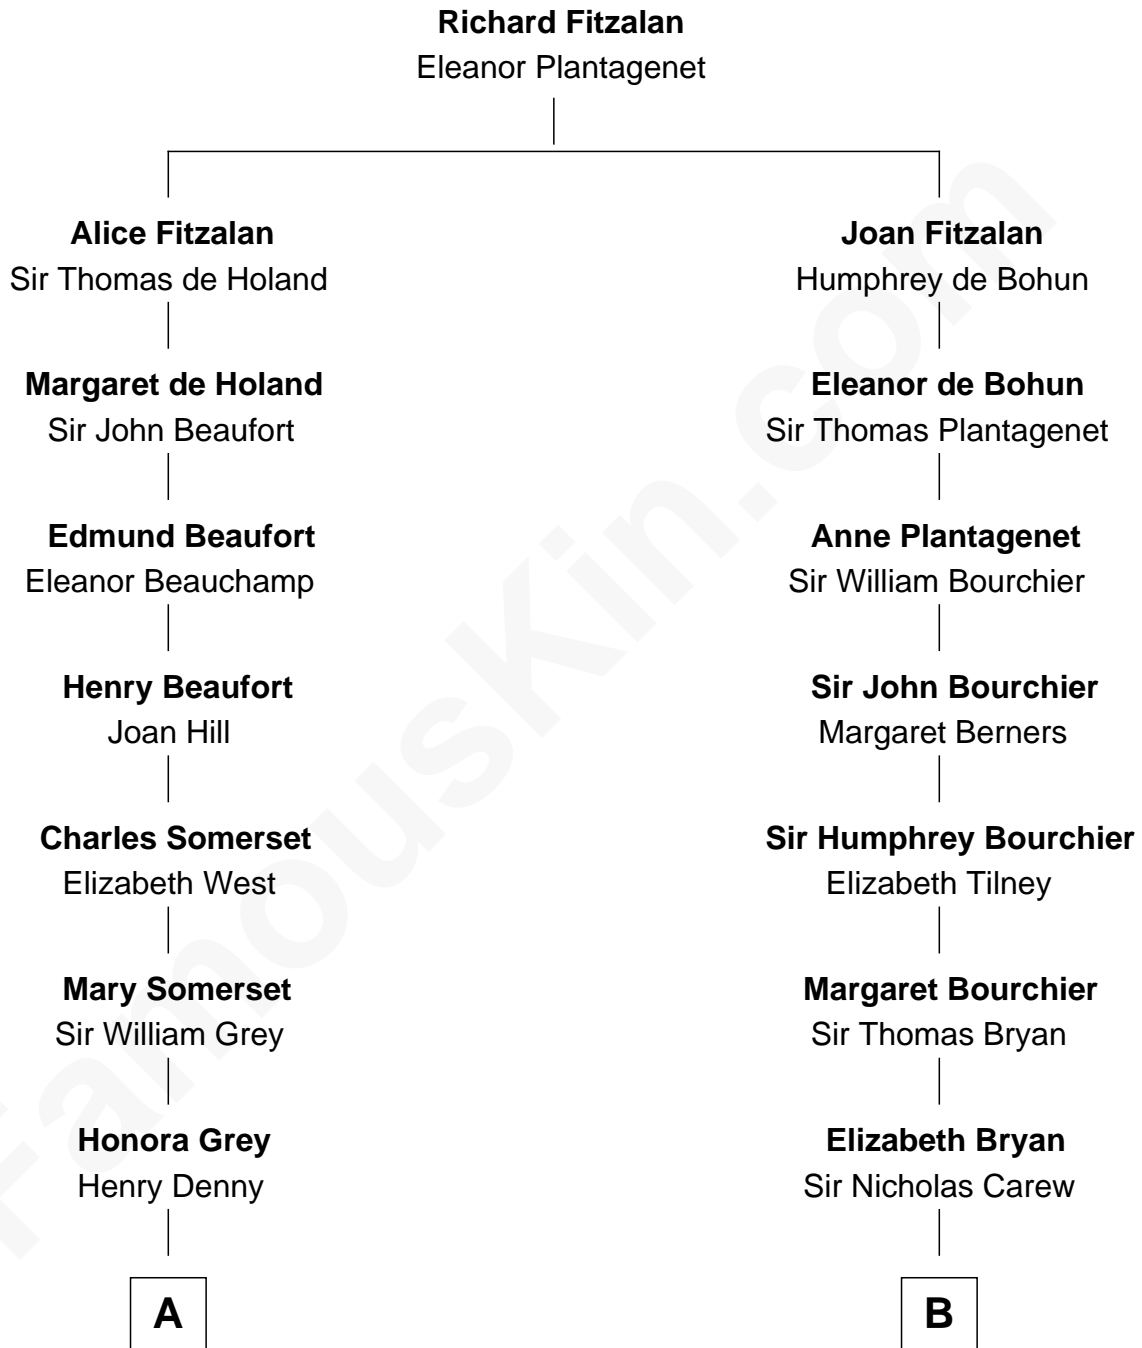 Richard Fitzalan
Eleanor Plantagenet
Alice Fitzalan
Sir Thomas de Holand
Margaret de Holand
Sir John Beaufort
Edmund Beaufort
Eleanor Beauchamp
Henry Beaufort
Joan Hill
Charles Somerset
Elizabeth West
Mary Somerset
Sir William Grey
Honora Grey
Henry Denny
A
Joan Fitzalan
Humphrey de Bohun
Eleanor de Bohun
Sir Thomas Plantagenet
Anne Plantagenet
Sir William Bourchier
Sir John Bourchier
Margaret Berners
Sir Humphrey Bourchier
Elizabeth Tilney
Margaret Bourchier
Sir Thomas Bryan
Elizabeth Bryan
Sir Nicholas Carew
B
FamousKin.com